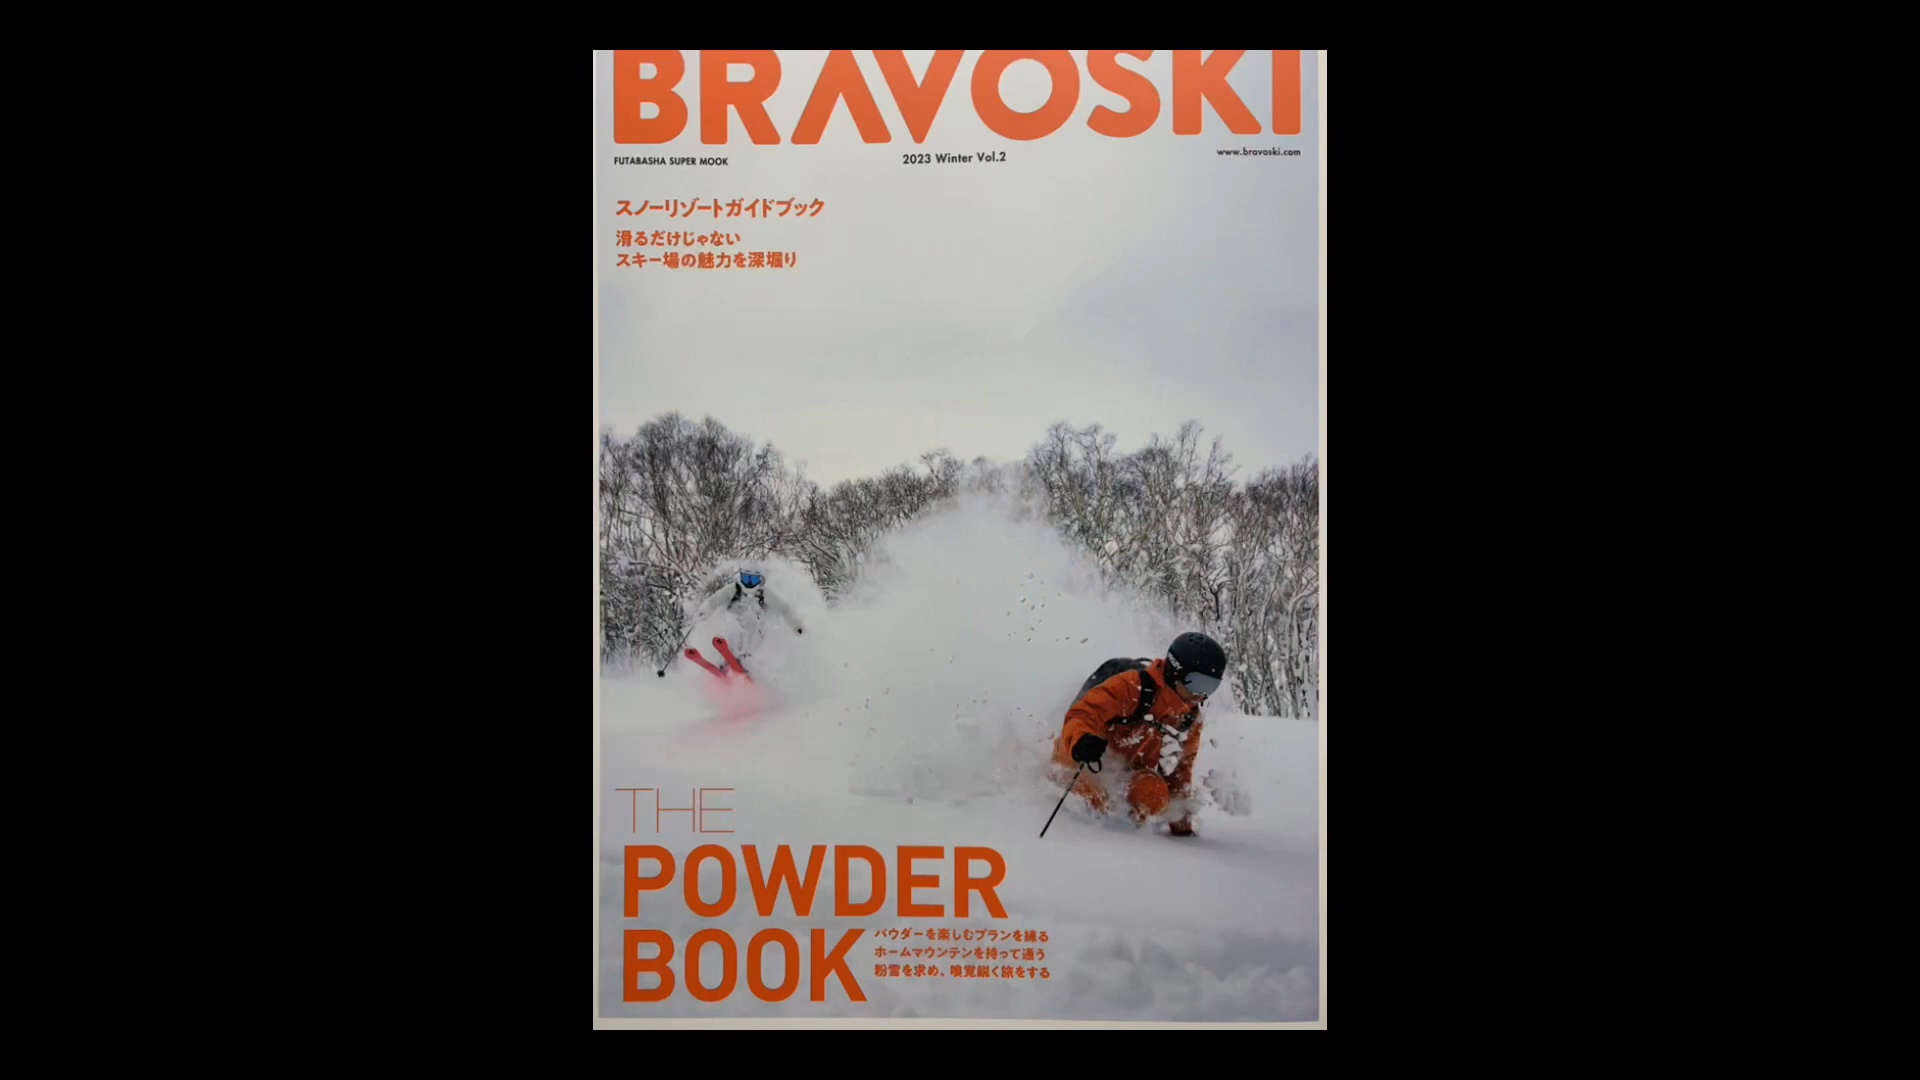 BRAVOSKI
FUTABASHA SUPER MOOK
2023 Winter Vol.2
www.bravoski.com
スノーリゾートガイドブック
滑るだけじゃない
スキー場の魅力を深堀り
THE
POWDER
BOOK
パウダーを楽しむプランを練る
ホームマウンテンを持って通う
粉雪を求め、嗅覚鋭く旅をする